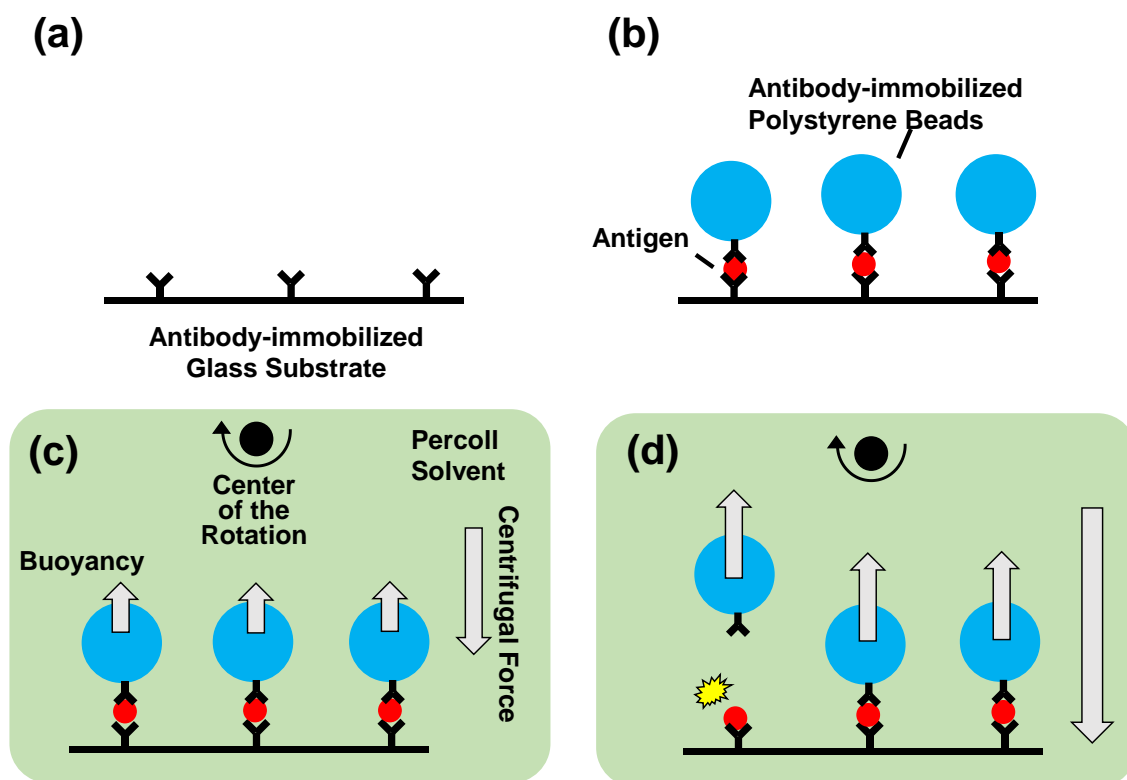 (a)
Antibody-immobilized
Glass Substrate
(b)
Antibody-immobilized
Polystyrene Beads
Antigen
(c)
Center
of the
Rotation
Percoll
Solvent
Buoyancy
Centrifugal Force
(d)